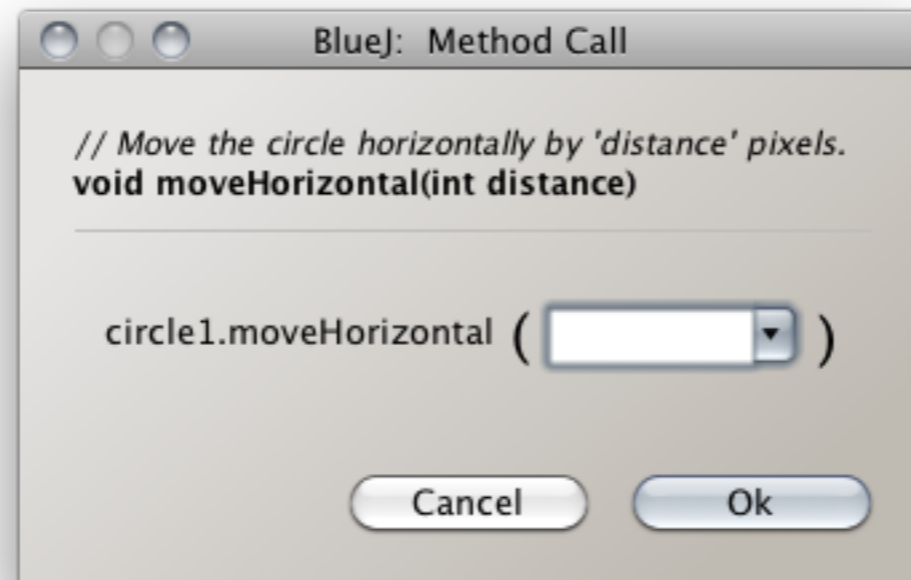 BlueJ: Method Call
// Move the circle horizontally by 'distance' pixels.
void moveHorizontal(int distance)
circle1.moveHorizontal ( )
Cancel Ok